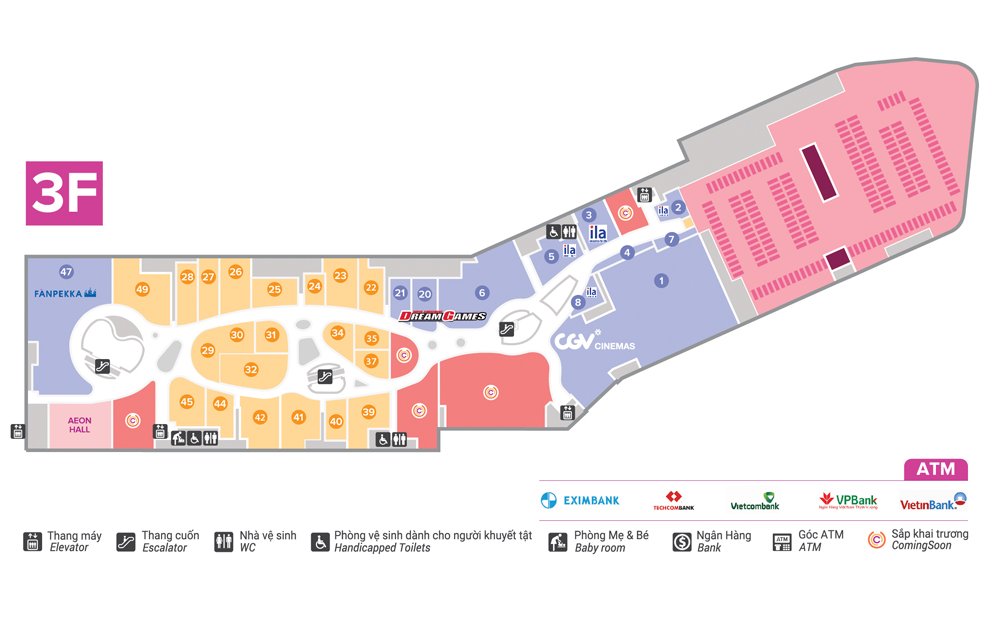 3F
47
FANPEKKA
49
28
27
26
25
24
23
22
21
20
6
DREAM GAMES
5
ila
3
ila
C
ila
2
7
4
1
8
ila
CGV CINEMAS
29
30
31
32
34
35
37
C
C
C
AEON
HALL
C
45
44
42
41
40
39
ATM
EXIMBANK
TECHCOMBANK
Vietcombank
VPBank
VietinBank
Thang máy
Elevator
Thang cuốn
Escalator
Nhà vệ sinh
WC
Phòng vệ sinh dành cho người khuyết tật
Handicapped Toilets
Phòng Mẹ & Bé
Baby room
$
Ngân Hàng
Bank
ATM
Góc ATM
ATM
C
Sắp khai trương
ComingSoon